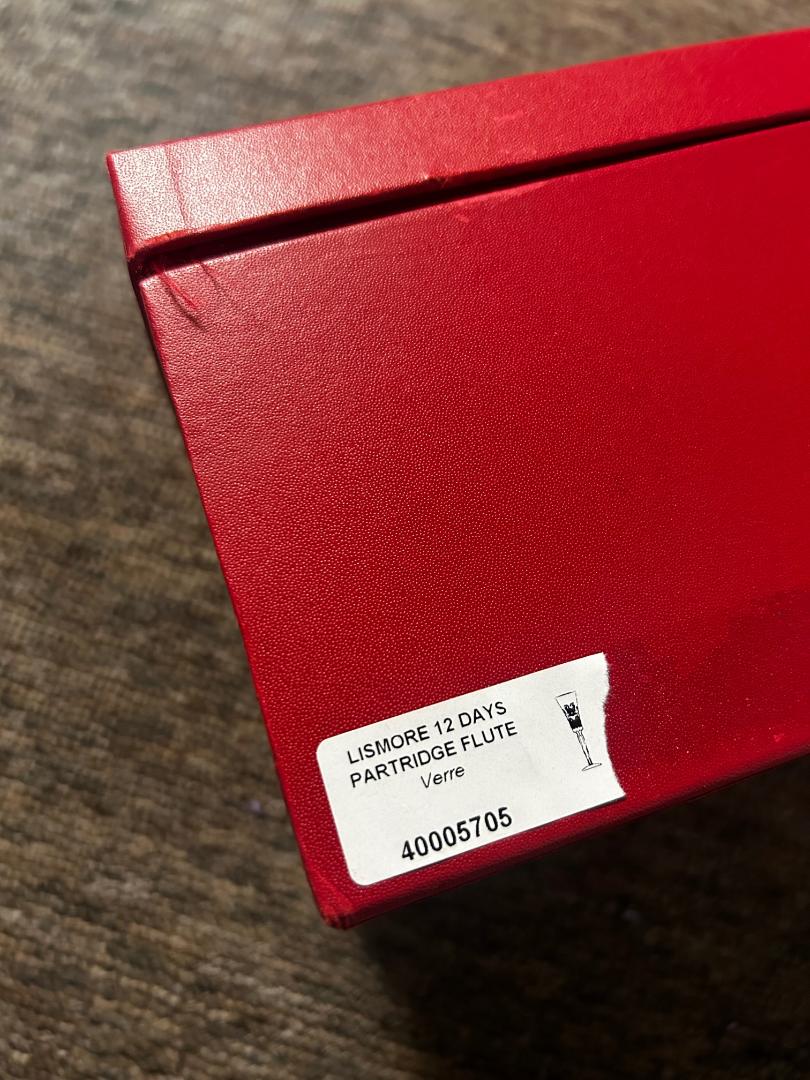 LISMORE 12 DAYS
PARTRIDGE FLUTE
Verre
40005705